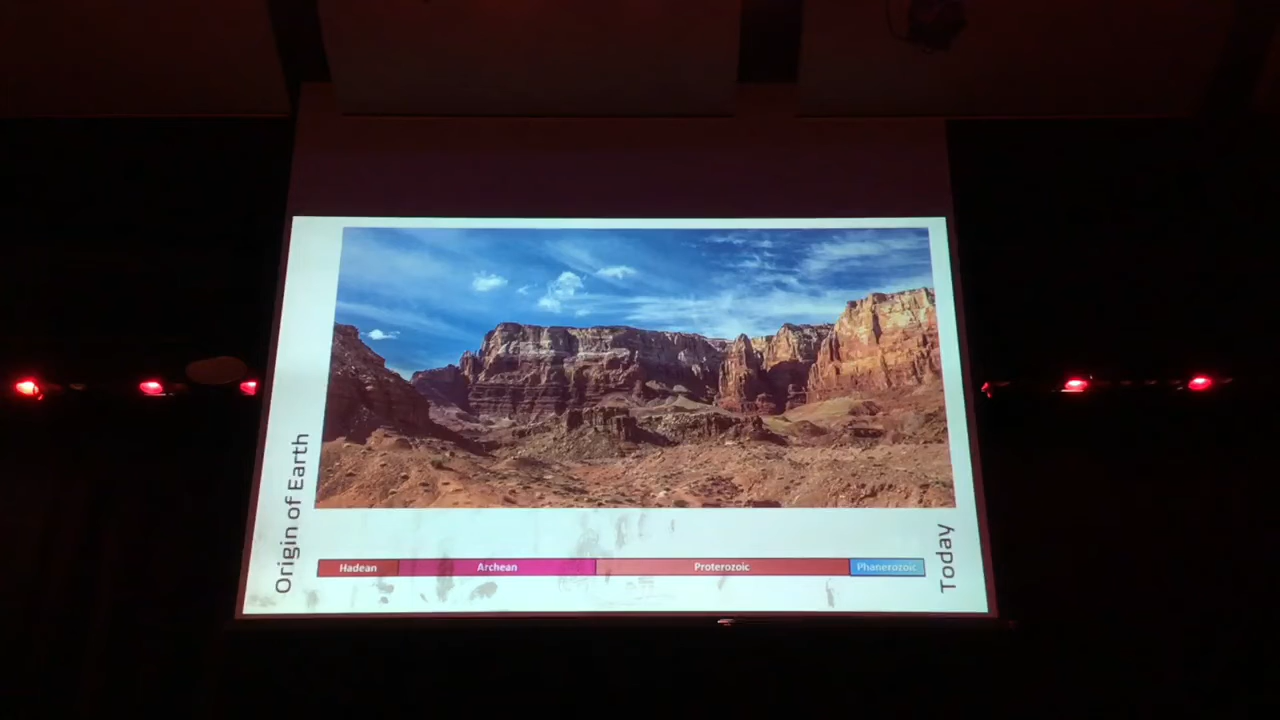 Origin of Earth
Hadean
Archean
Proterozoic
Phanerozoic
Today